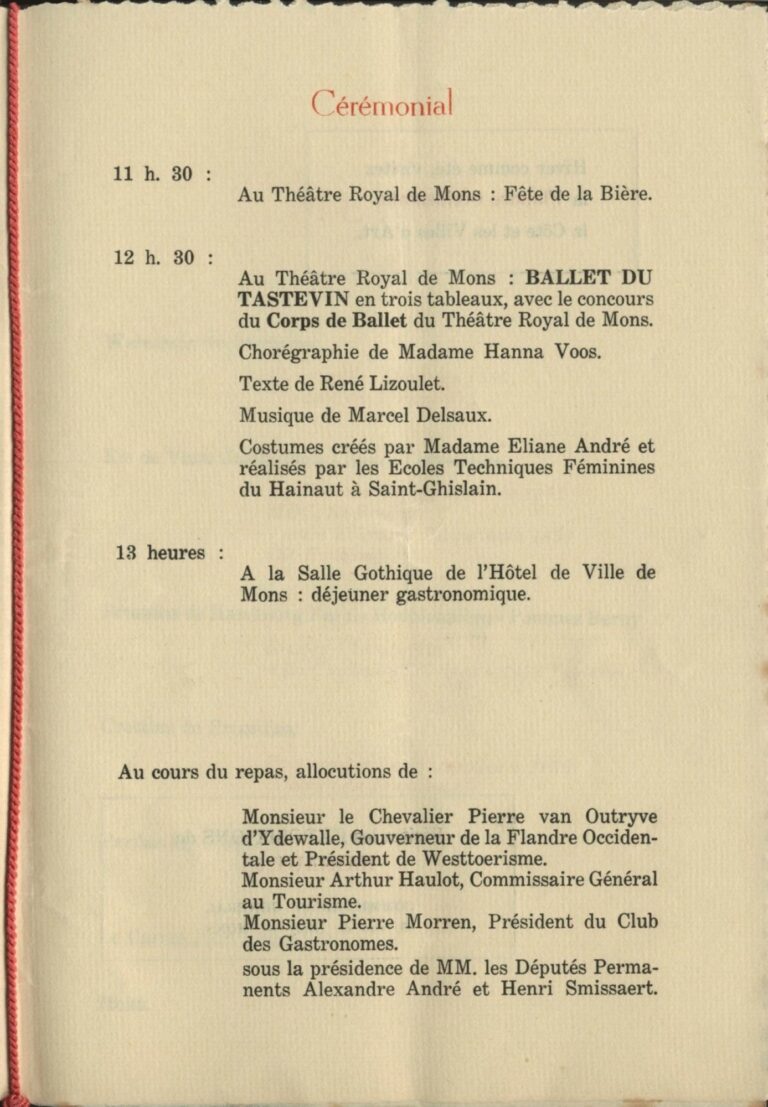 Cérémonial
11 h. 30 :
Au Théâtre Royal de Mons : Fête de la Bière.
12 h. 30 :
Au Théâtre Royal de Mons : BALLET DU
TASTEVIN en trois tableaux, avec le concours
du Corps de Ballet du Théâtre Royal de Mons.
Chorégraphie de Madame Hanna Voos.
Texte de René Lizoulet.
Musique de Marcel Delsaux.
Costumes créés par Madame Eliane André et
réalisés par les Ecoles Techniques Féminines
du Hainaut à Saint-Ghislain.
13 heures :
A la Salle Gothique de l'Hôtel de Ville de
Mons : déjeuner gastronomique.
Au cours du repas, allocutions de :
Monsieur le Chevalier Pierre van Outryve
d'Ydewalle, Gouverneur de la Flandre Occiden-
tale et Président de Westtoerisme.
Monsieur Arthur Haulot, Commissaire Général
au Tourisme.
Monsieur Pierre Morren, Président du Club
des Gastronomes.
sous la présidence de MM. les Députés Perma-
nents Alexandre André et Henri Smissaert.